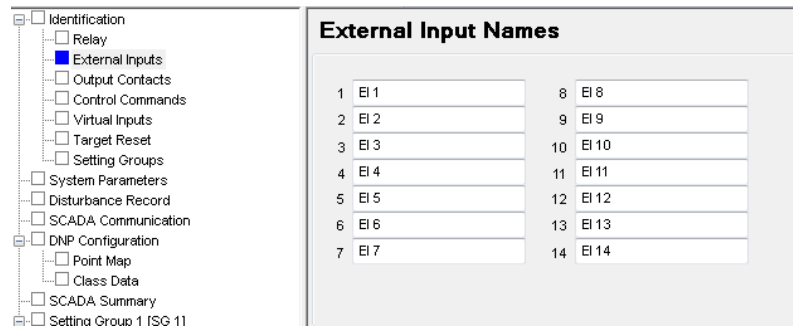 Identification
Relay
External Inputs
Output Contacts
Control Commands
Virtual Inputs
Target Reset
Setting Groups
System Parameters
Disturbance Record
SCADA Communication
DNP Configuration
Point Map
Class Data
SCADA Summary
Setting Group 1 [SG 1]
External Input Names
1 EI 1
2 EI 2
3 EI 3
4 EI 4
5 EI 5
6 EI 6
7 EI 7
8 EI 8
9 EI 9
10 EI 10
11 EI 11
12 EI 12
13 EI 13
14 EI 14